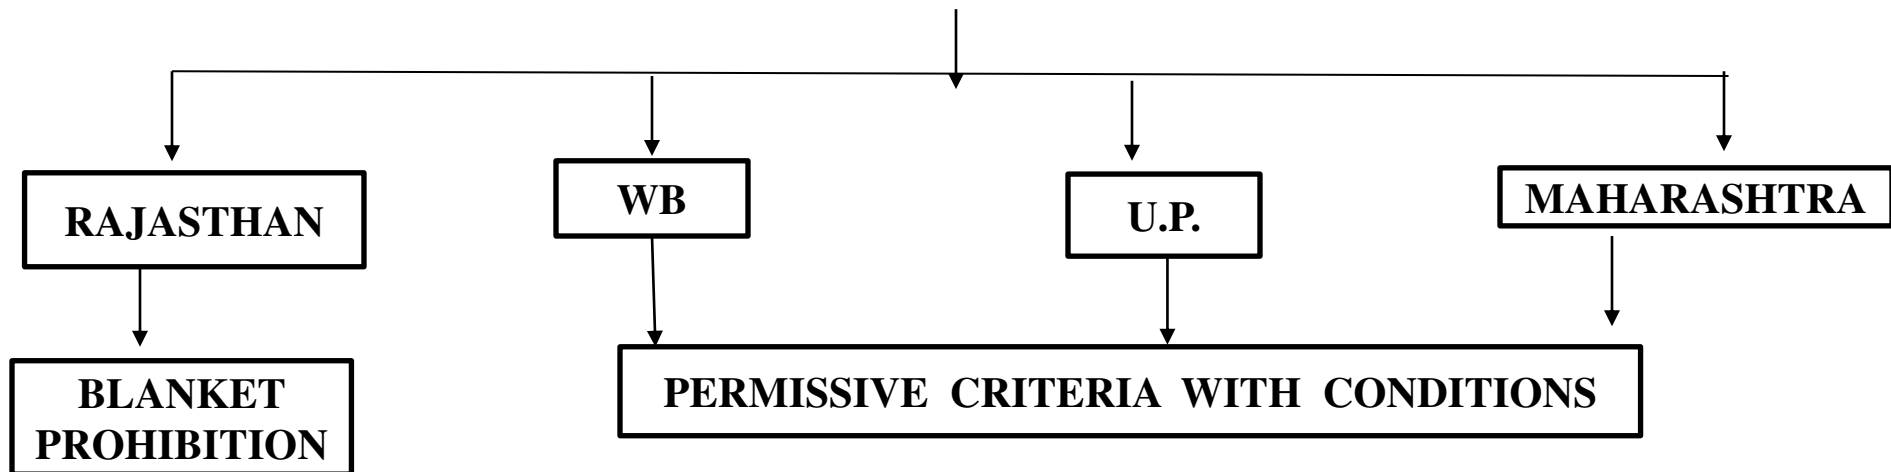 RAJASTHAN
WB
U.P.
MAHARASHTRA
BLANKET
PROHIBITION
PERMISSIVE CRITERIA WITH CONDITIONS